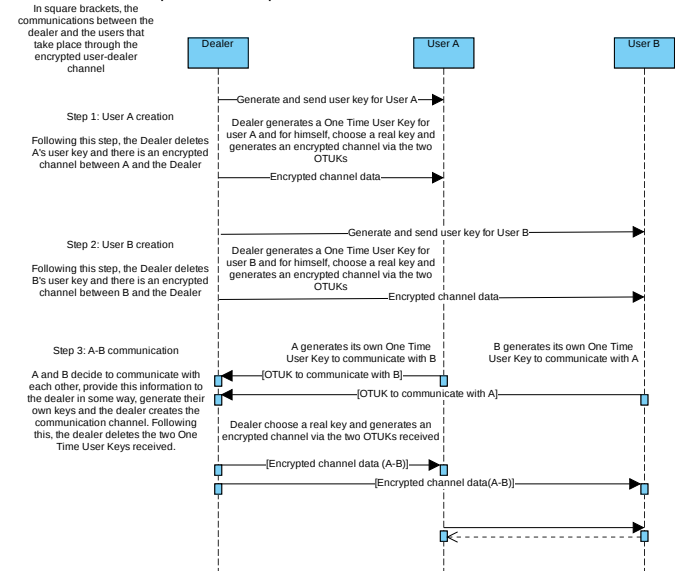 In square brackets, the
communications between the
dealer and the users that
take place through the
encrypted user-dealer
channel
Dealer
User A
User B
Generate and send user key for User A
Step 1: User A creation
Following this step, the Dealer deletes
A's user key and there is an encrypted
channel between A and the Dealer
Dealer generates a One Time User Key for
user A and for himself, choose a real key and
generates an encrypted channel via the two
OTUKs
Encrypted channel data
Generate and send user key for User B
Step 2: User B creation
Following this step, the Dealer deletes
B's user key and there is an encrypted
channel between B and the Dealer
Dealer generates a One Time User Key for
user B and for himself, choose a real key and
generates an encrypted channel via the two
OTUKs
Encrypted channel data
Step 3: A-B communication
A and B decide to communicate with
each other, provide this information to
the dealer in some way, generate their
own keys and the dealer creates the
communication channel. Following
this, the dealer deletes the two One
Time User Keys received.
A generates its own One Time
User Key to communicate with B
B generates its own One Time
User Key to communicate with A
[OTUK to communicate with B]
[OTUK to communicate with A]
Dealer choose a real key and generates an
encrypted channel via the two OTUKs received
[Encrypted channel data (A-B)]
[Encrypted channel data(A-B)]